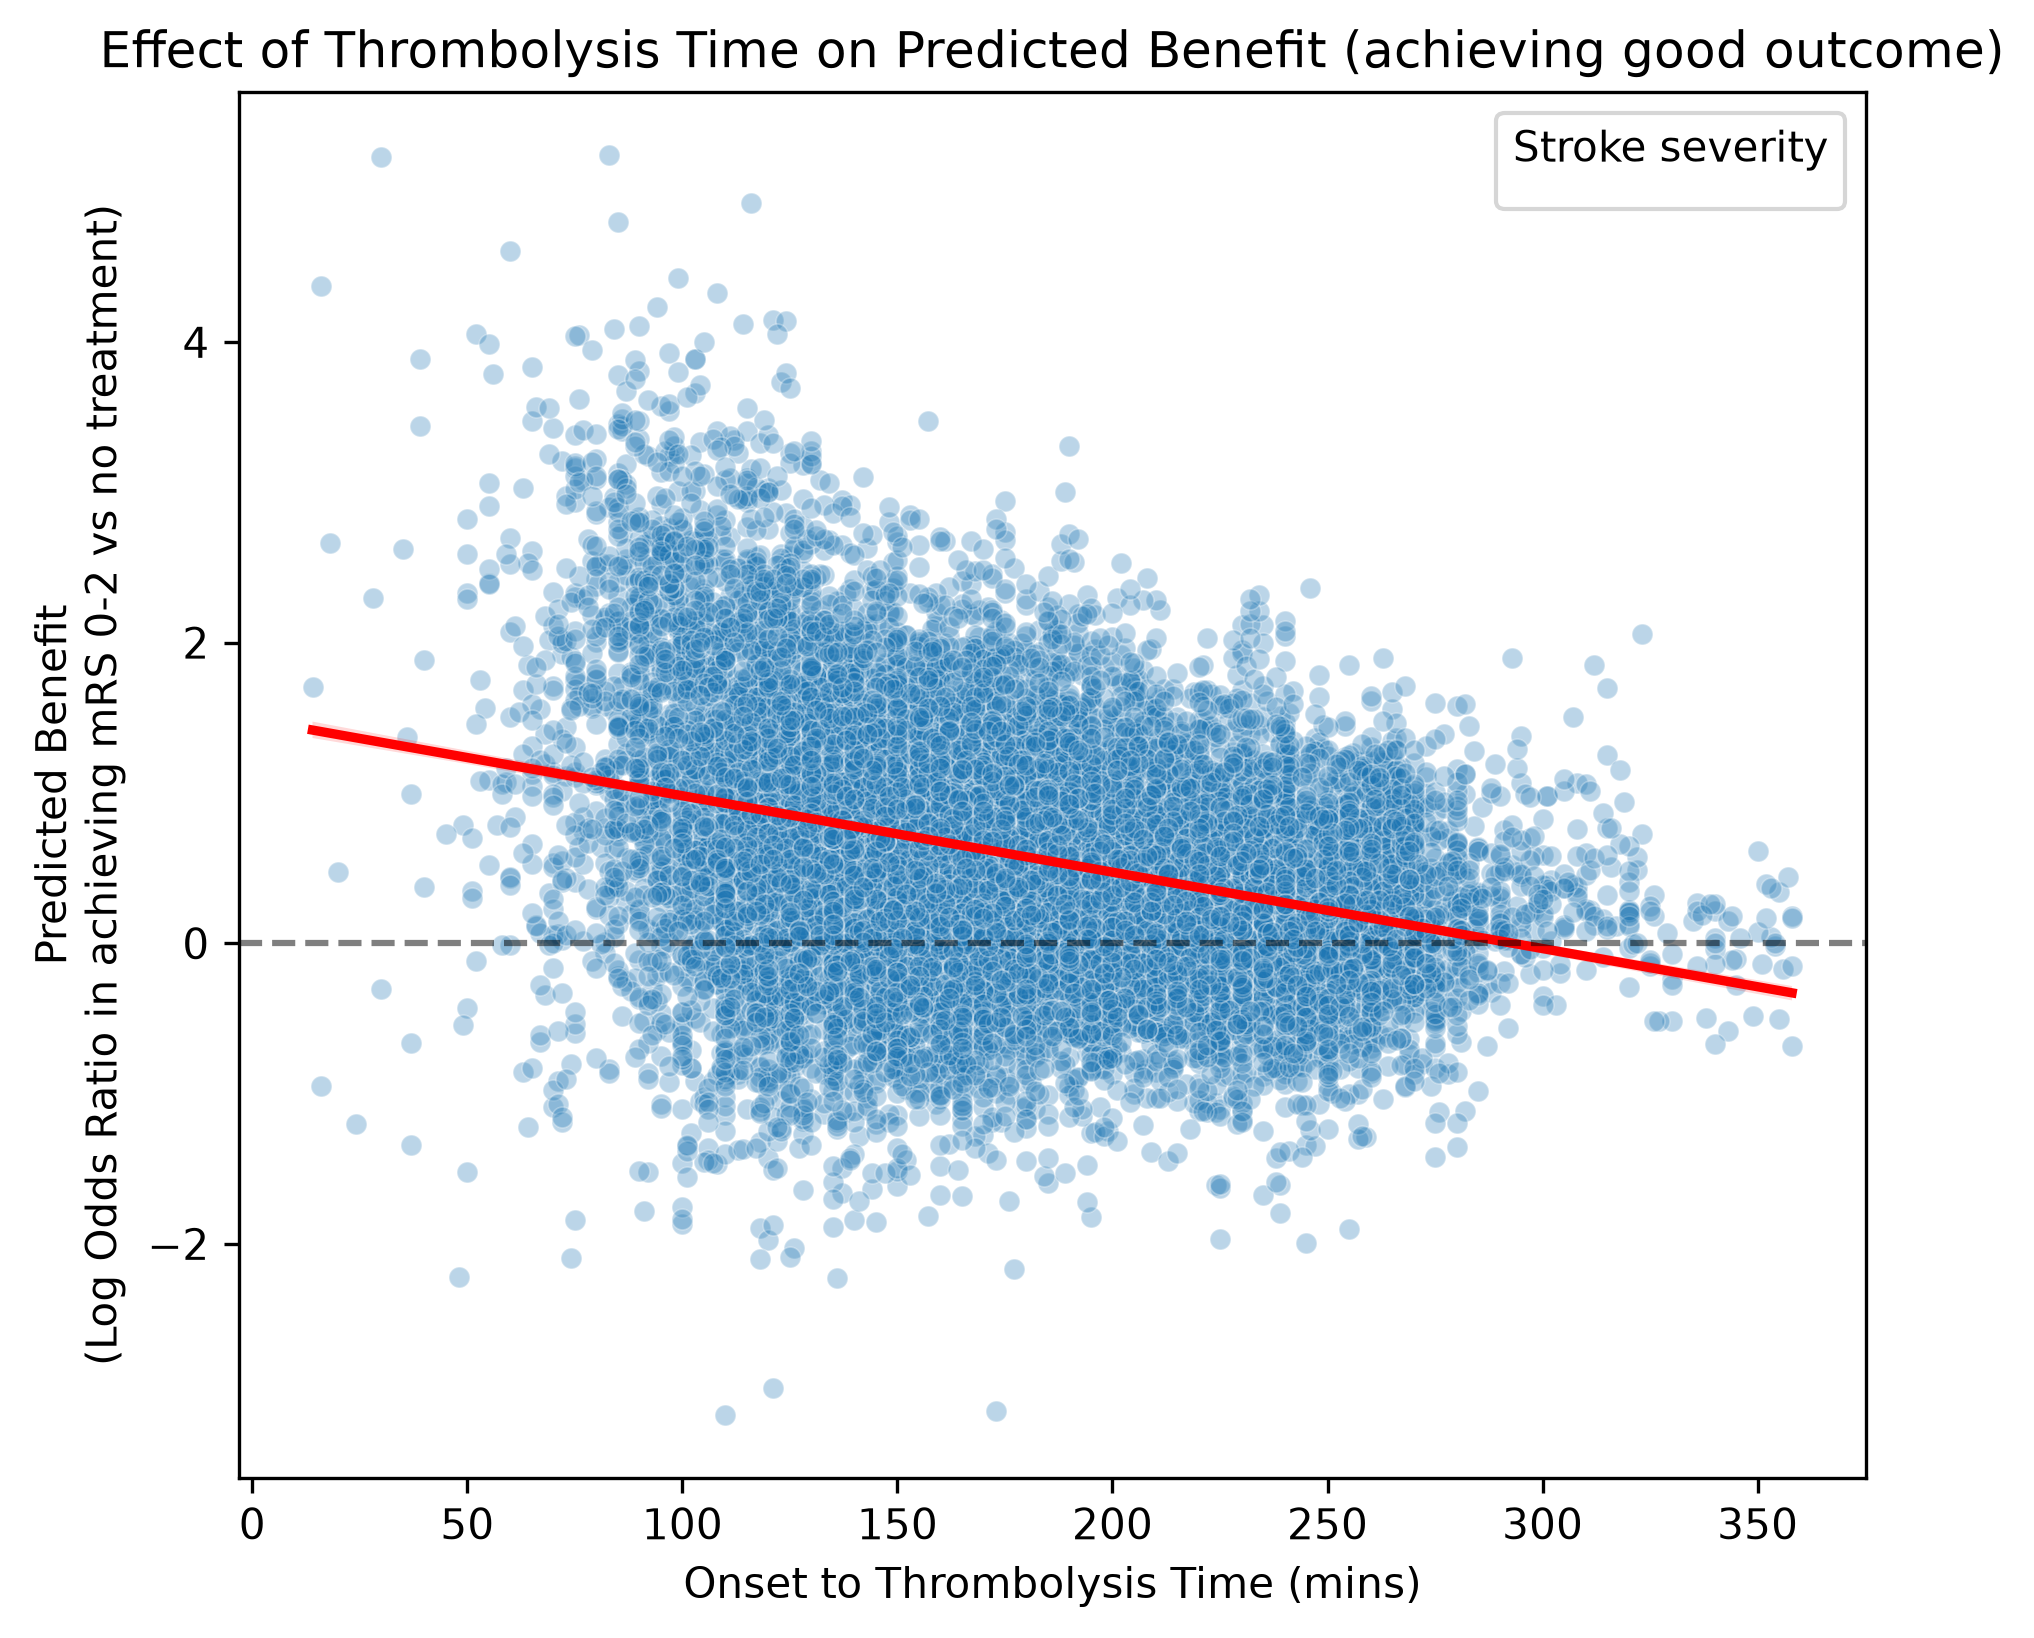 Effect of Thrombolysis Time on Predicted Benefit (achieving good outcome)
Stroke severity
Predicted Benefit
(Log Odds Ratio in achieving mRS 0-2 vs no treatment)
4
2
0
−2
0 50 100 150 200 250 300 350
Onset to Thrombolysis Time (mins)